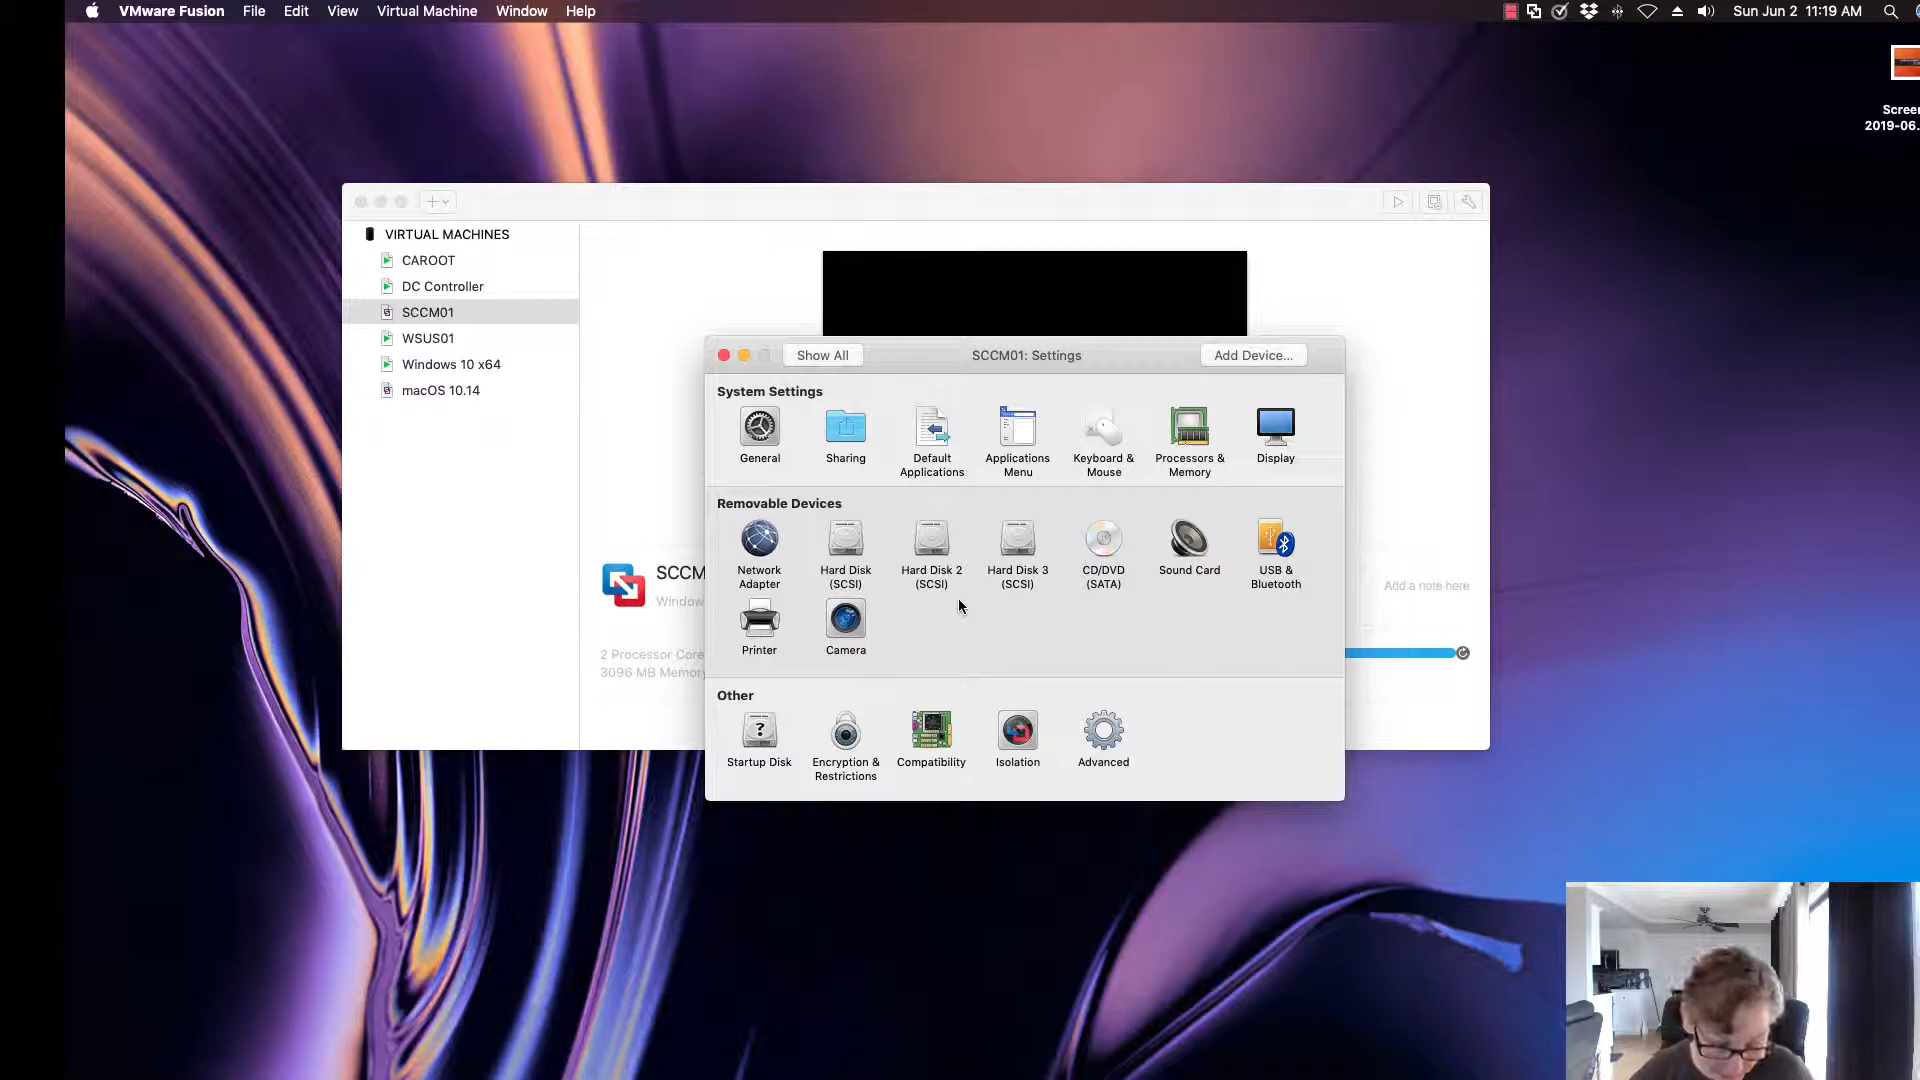 VMware Fusion File Edit View Virtual Machine Window Help
Sun Jun 2 11:19 AM
Screen
2019-06.
VIRTUAL MACHINES
CAROOT
DC Controller
SCCM01
WSUS01
Windows 10 x64
macOS 10.14
Show All
SCCM01: Settings
Add Device...
System Settings
General
Sharing
Default
Applications
Applications
Menu
Keyboard &
Mouse
Processors &
Memory
Display
Removable Devices
Network
Adapter
Hard Disk
(SCSI)
Hard Disk 2
(SCSI)
Hard Disk 3
(SCSI)
CD/DVD
(SATA)
Sound Card
USB &
Bluetooth
Printer
Camera
Other
Startup Disk
Encryption &
Restrictions
Compatibility
Isolation
Advanced
SCCM
Window
2 Processor Core
3096 MB Memory
Add a note here